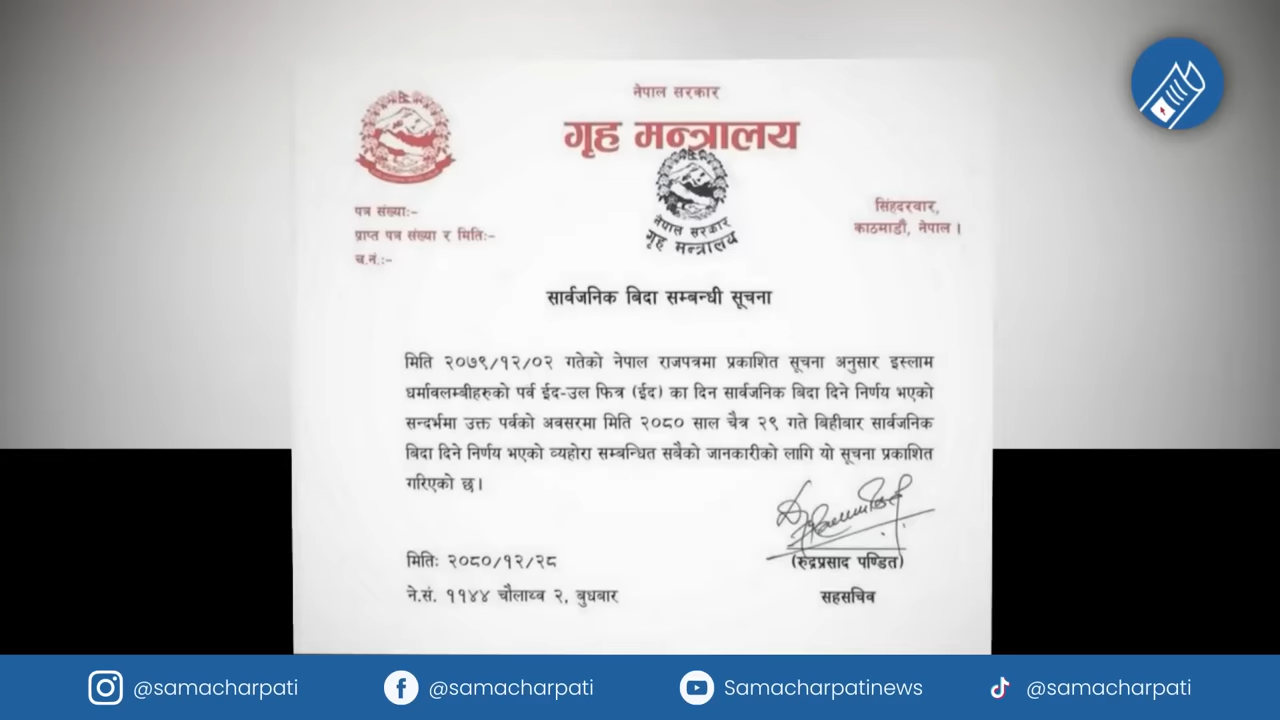 नेपाल सरकार
गृह मन्त्रालय
नेपाल सरकार
गृह मन्त्रालय
पत्र संख्या:-
प्राप्त पत्र संख्या र मिति:-
च.नं.:-
सिंहदरवार,
काठमाडौं, नेपाल ।
सार्वजनिक बिदा सम्बन्धी सूचना
मिति २०७९/१२/०२ गतेको नेपाल राजपत्रमा प्रकाशित सूचना अनुसार इस्लाम
धर्मावलम्बीहरुको पर्व ईद-उल फित्र (ईद) का दिन सार्वजनिक बिदा दिने निर्णय भएको
सन्दर्भमा उक्त पर्वको अवसरमा मिति २०८० साल चैत्र २९ गते बिहीबार सार्वजनिक
बिदा दिने निर्णय भएको व्यहोरा सम्बन्धित सबैको जानकारीको लागि यो सूचना प्रकाशित
गरिएको छ।
मितिः २०८०/१२/२८
ने.सं. ११४४ चौलाथ्व २, बुधबार
(रुद्रप्रसाद पण्डित)
सहसचिव
@samacharpati
@samacharpati
Samacharpatinews
@samacharpati